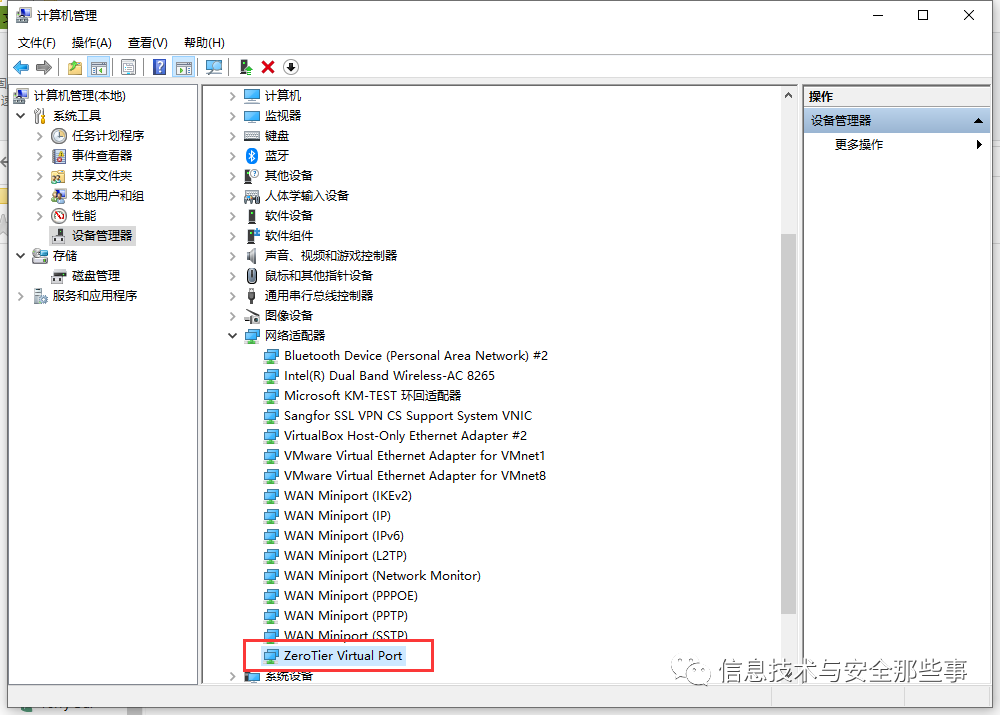 计算机管理
文件(F) 操作(A) 查看(V) 帮助(H)
计算机管理(本地)
系统工具
任务计划程序
事件查看器
共享文件夹
本地用户和组
性能
设备管理器
存储
磁盘管理
服务和应用程序
计算机
监视器
键盘
蓝牙
其他设备
人体学输入设备
软件设备
软件组件
声音、视频和游戏控制器
鼠标和其他指针设备
通用串行总线控制器
图像设备
网络适配器
Bluetooth Device (Personal Area Network) #2
Intel(R) Dual Band Wireless-AC 8265
Microsoft KM-TEST 环回适配器
Sangfor SSL VPN CS Support System VNIC
VirtualBox Host-Only Ethernet Adapter #2
VMware Virtual Ethernet Adapter for VMnet1
VMware Virtual Ethernet Adapter for VMnet8
WAN Miniport (IKEv2)
WAN Miniport (IP)
WAN Miniport (IPv6)
WAN Miniport (L2TP)
WAN Miniport (Network Monitor)
WAN Miniport (PPPOE)
WAN Miniport (PPTP)
WAN Miniport (SSTP)
ZeroTier Virtual Port
系统设备
操作
设备管理器
更多操作
信息技术与安全那些事